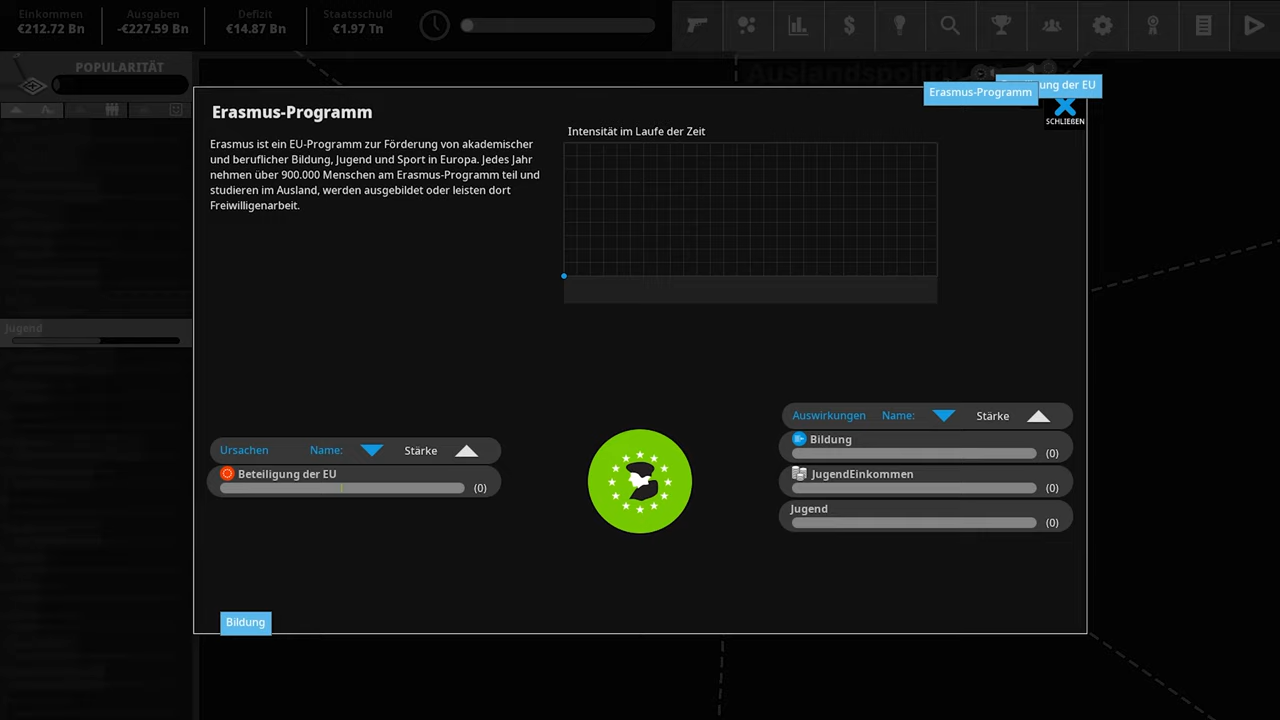 Einkommen
€212.72 Bn
Ausgaben
-€227.59 Bn
Defizit
€14.87 Bn
Staatsschuld
€1.97 Tn
POPULARITÄT
Jugend
Erasmus-Programm
SCHLIEßEN
Erasmus-Programm
Erasmus ist ein EU-Programm zur Förderung von akademischer
und beruflicher Bildung, Jugend und Sport in Europa. Jedes Jahr
nehmen über 900.000 Menschen am Erasmus-Programm teil und
studieren im Ausland, werden ausgebildet oder leisten dort
Freiwilligenarbeit.
Intensität im Laufe der Zeit
Ursachen Name: Stärke
Beteiligung der EU
(0)
Auswirkungen Name: Stärke
Bildung
(0)
JugendEinkommen
(0)
Jugend
(0)
Bildung